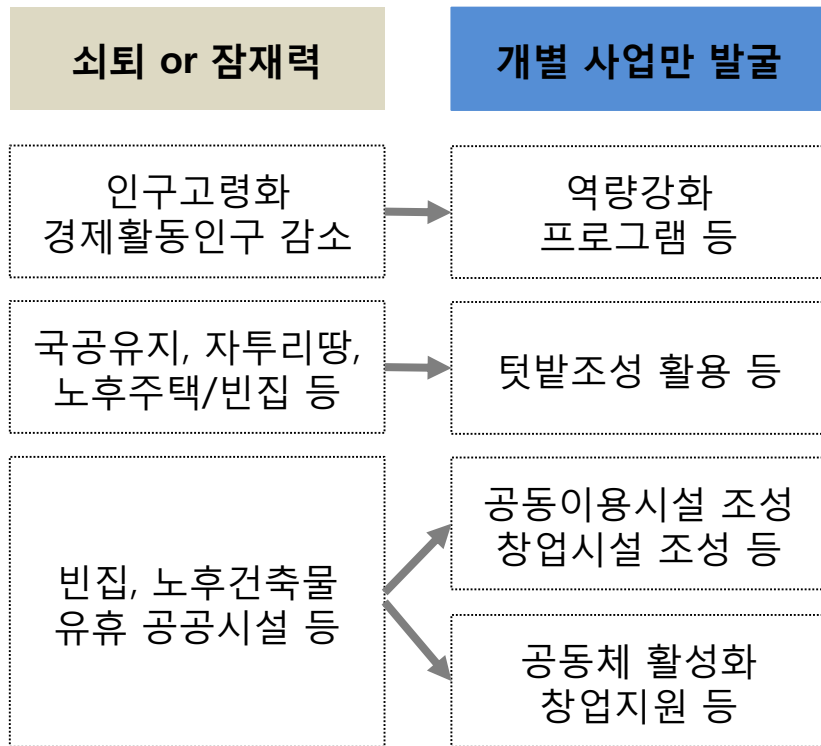 쇠퇴 or 잠재력
개별 사업만 발굴
인구고령화
경제활동인구 감소
역량강화
프로그램 등
국공유지, 자투리땅,
노후주택/빈집 등
텃밭조성 활용 등
빈집, 노후건축물
유휴 공공시설 등
공동이용시설 조성
창업시설 조성 등
공동체 활성화
창업지원 등